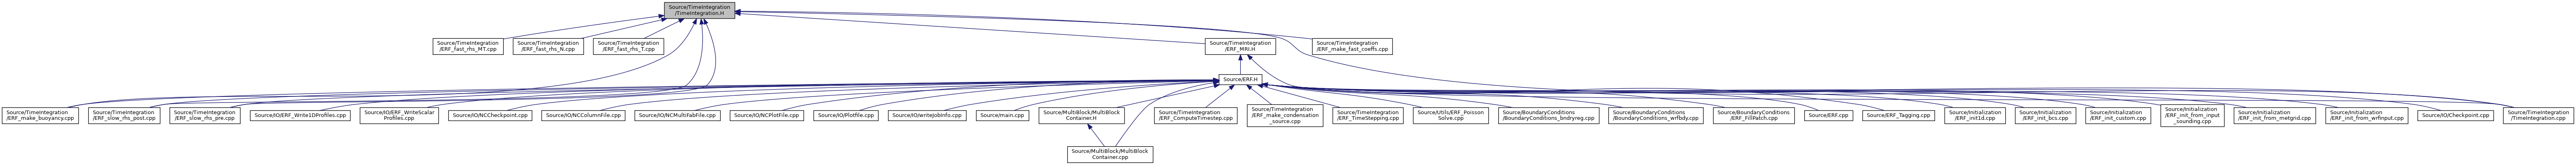 Source/TimeIntegration
/TimeIntegration.H
Source/TimeIntegration
/ERF_fast_rhs_MT.cpp
Source/TimeIntegration
/ERF_fast_rhs_N.cpp
Source/TimeIntegration
/ERF_fast_rhs_T.cpp
Source/TimeIntegration
/ERF_MRI.H
Source/TimeIntegration
/ERF_make_fast_coeffs.cpp
Source/ERF.H
Source/TimeIntegration
/ERF_make_buoyancy.cpp
Source/TimeIntegration
/ERF_slow_rhs_post.cpp
Source/TimeIntegration
/ERF_slow_rhs_pre.cpp
Source/IO/ERF_Write1DProfiles.cpp
Source/IO/ERF_WriteScalar
Profiles.cpp
Source/IO/NCCheckpoint.cpp
Source/IO/NCColumnFile.cpp
Source/IO/NCMultiFabFile.cpp
Source/IO/NCPlotFile.cpp
Source/IO/Plotfile.cpp
Source/IO/writeJobInfo.cpp
Source/main.cpp
Source/MultiBlock/MultiBlock
Container.H
Source/TimeIntegration
/ERF_ComputeTimestep.cpp
Source/TimeIntegration
/ERF_make_condensation
_source.cpp
Source/TimeIntegration
/ERF_TimeStepping.cpp
Source/Utils/ERF_Poisson
Solve.cpp
Source/BoundaryConditions
/BoundaryConditions_bndryreg.cpp
Source/BoundaryConditions
/BoundaryConditions_wrfbdy.cpp
Source/BoundaryConditions
/ERF_FillPatch.cpp
Source/ERF.cpp
Source/ERF_Tagging.cpp
Source/Initialization
/ERF_init1d.cpp
Source/Initialization
/ERF_init_bcs.cpp
Source/Initialization
/ERF_init_custom.cpp
Source/Initialization
/ERF_init_from_input
_sounding.cpp
Source/Initialization
/ERF_init_from_metgrid.cpp
Source/Initialization
/ERF_init_from_wrfinput.cpp
Source/IO/Checkpoint.cpp
Source/TimeIntegration
/TimeIntegration.cpp
Source/MultiBlock/MultiBlock
Container.cpp